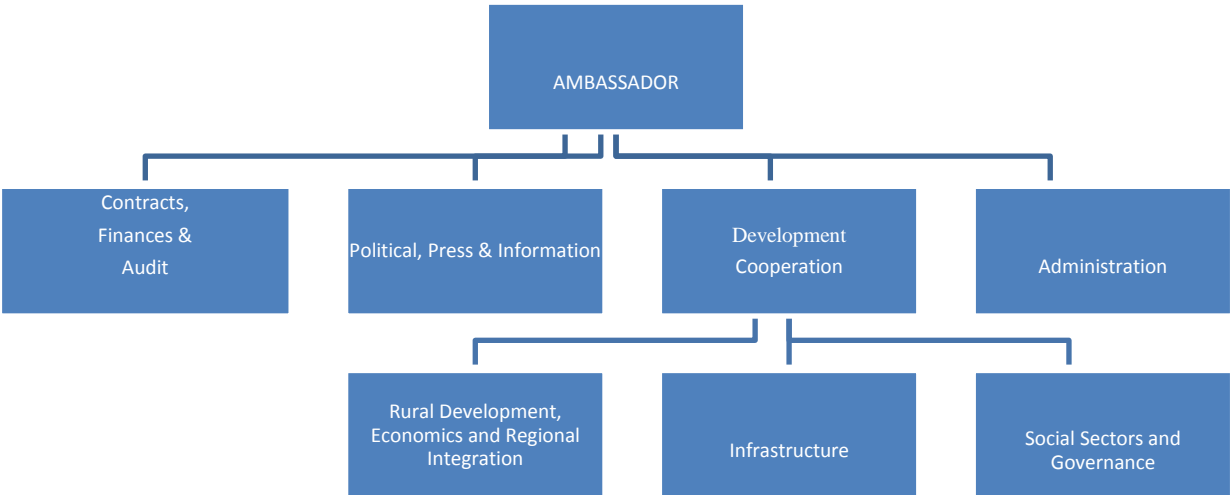 AMBASSADOR
Contracts,
Finances &
Audit
Political, Press & Information
Development
Cooperation
Administration
Rural Development,
Economics and Regional
Integration
Infrastructure
Social Sectors and
Governance